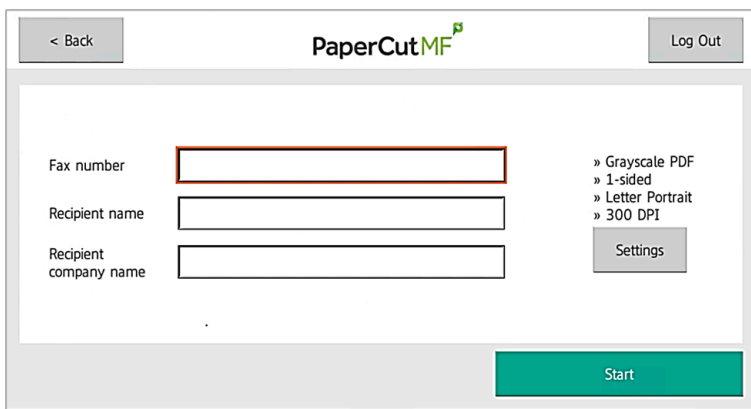 < Back
PaperCutMF
Log Out
Fax number
Recipient name
Recipient
company name
» Grayscale PDF
» 1-sided
» Letter Portrait
» 300 DPI
Settings
Start